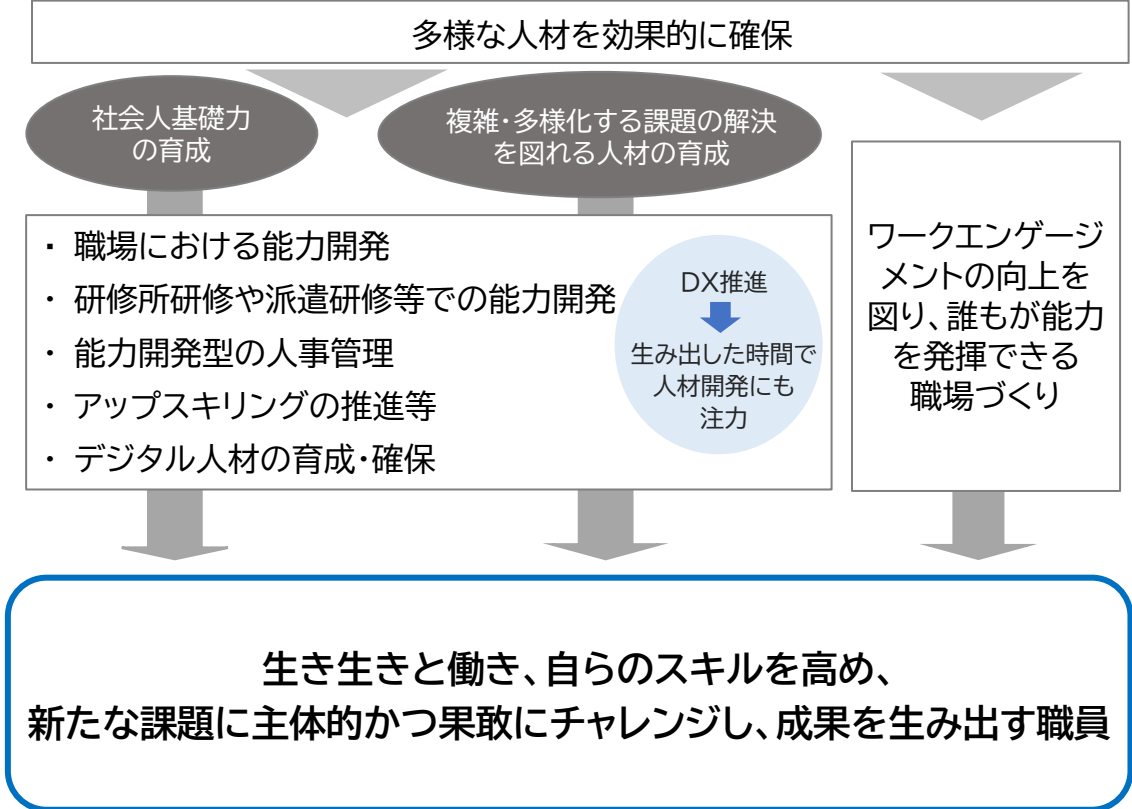 多様な人材を効果的に確保
社会人基礎力
の育成
複雑・多様化する課題の解決
を図れる人材の育成
・ 職場における能力開発
・ 研修所研修や派遣研修等での能力開発
・ 能力開発型の人事管理
・ アップスキリングの推進等
・ デジタル人材の育成・確保
DX推進
生み出した時間で
人材開発にも
注力
ワークエンゲージ
メントの向上を
図り、誰もが能力
を発揮できる
職場づくり
生き生きと働き、自らのスキルを高め、
新たな課題に主体的かつ果敢にチャレンジし、成果を生み出す職員